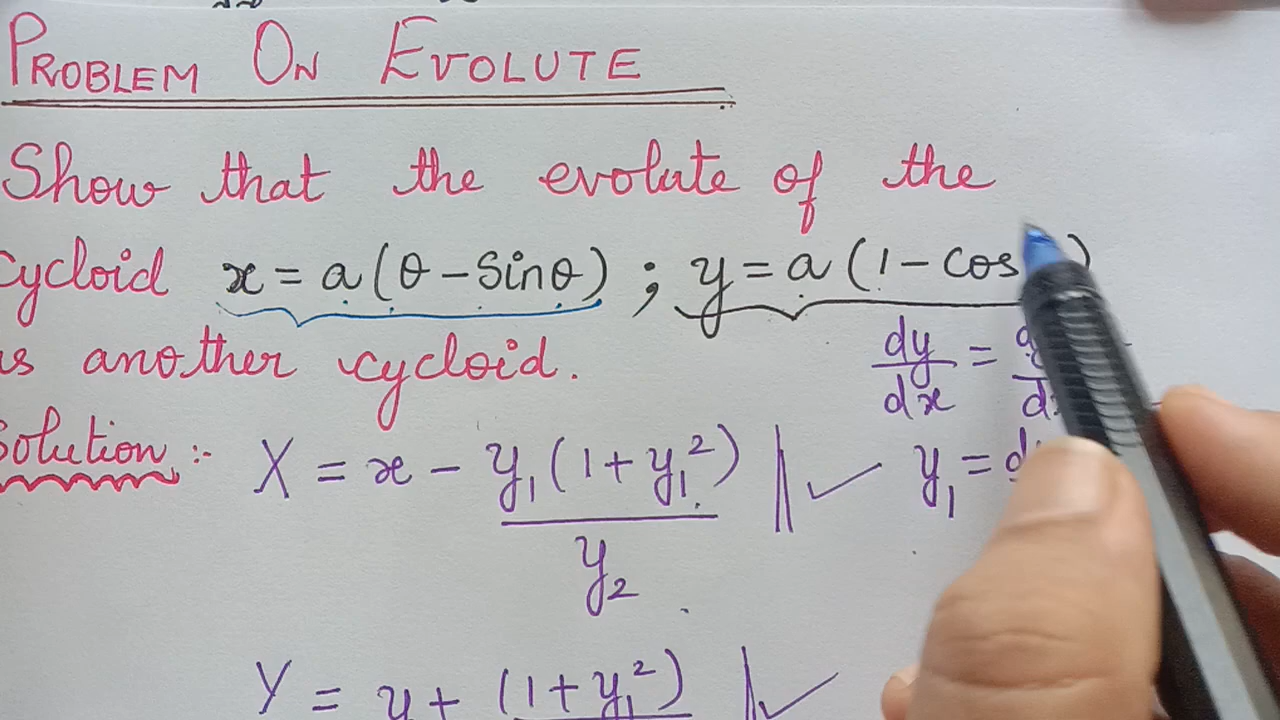 PROBLEM ON EVOLUTE
Show that the evolute of the
cycloid x = a(θ - Sinθ) ; y = a(1 - cos )
is another cycloid.
dy/dx =
Solution :- X = x - y₁(1 + y₁²)/y₂
y₁ =
Y = y + (1 + y₁²)